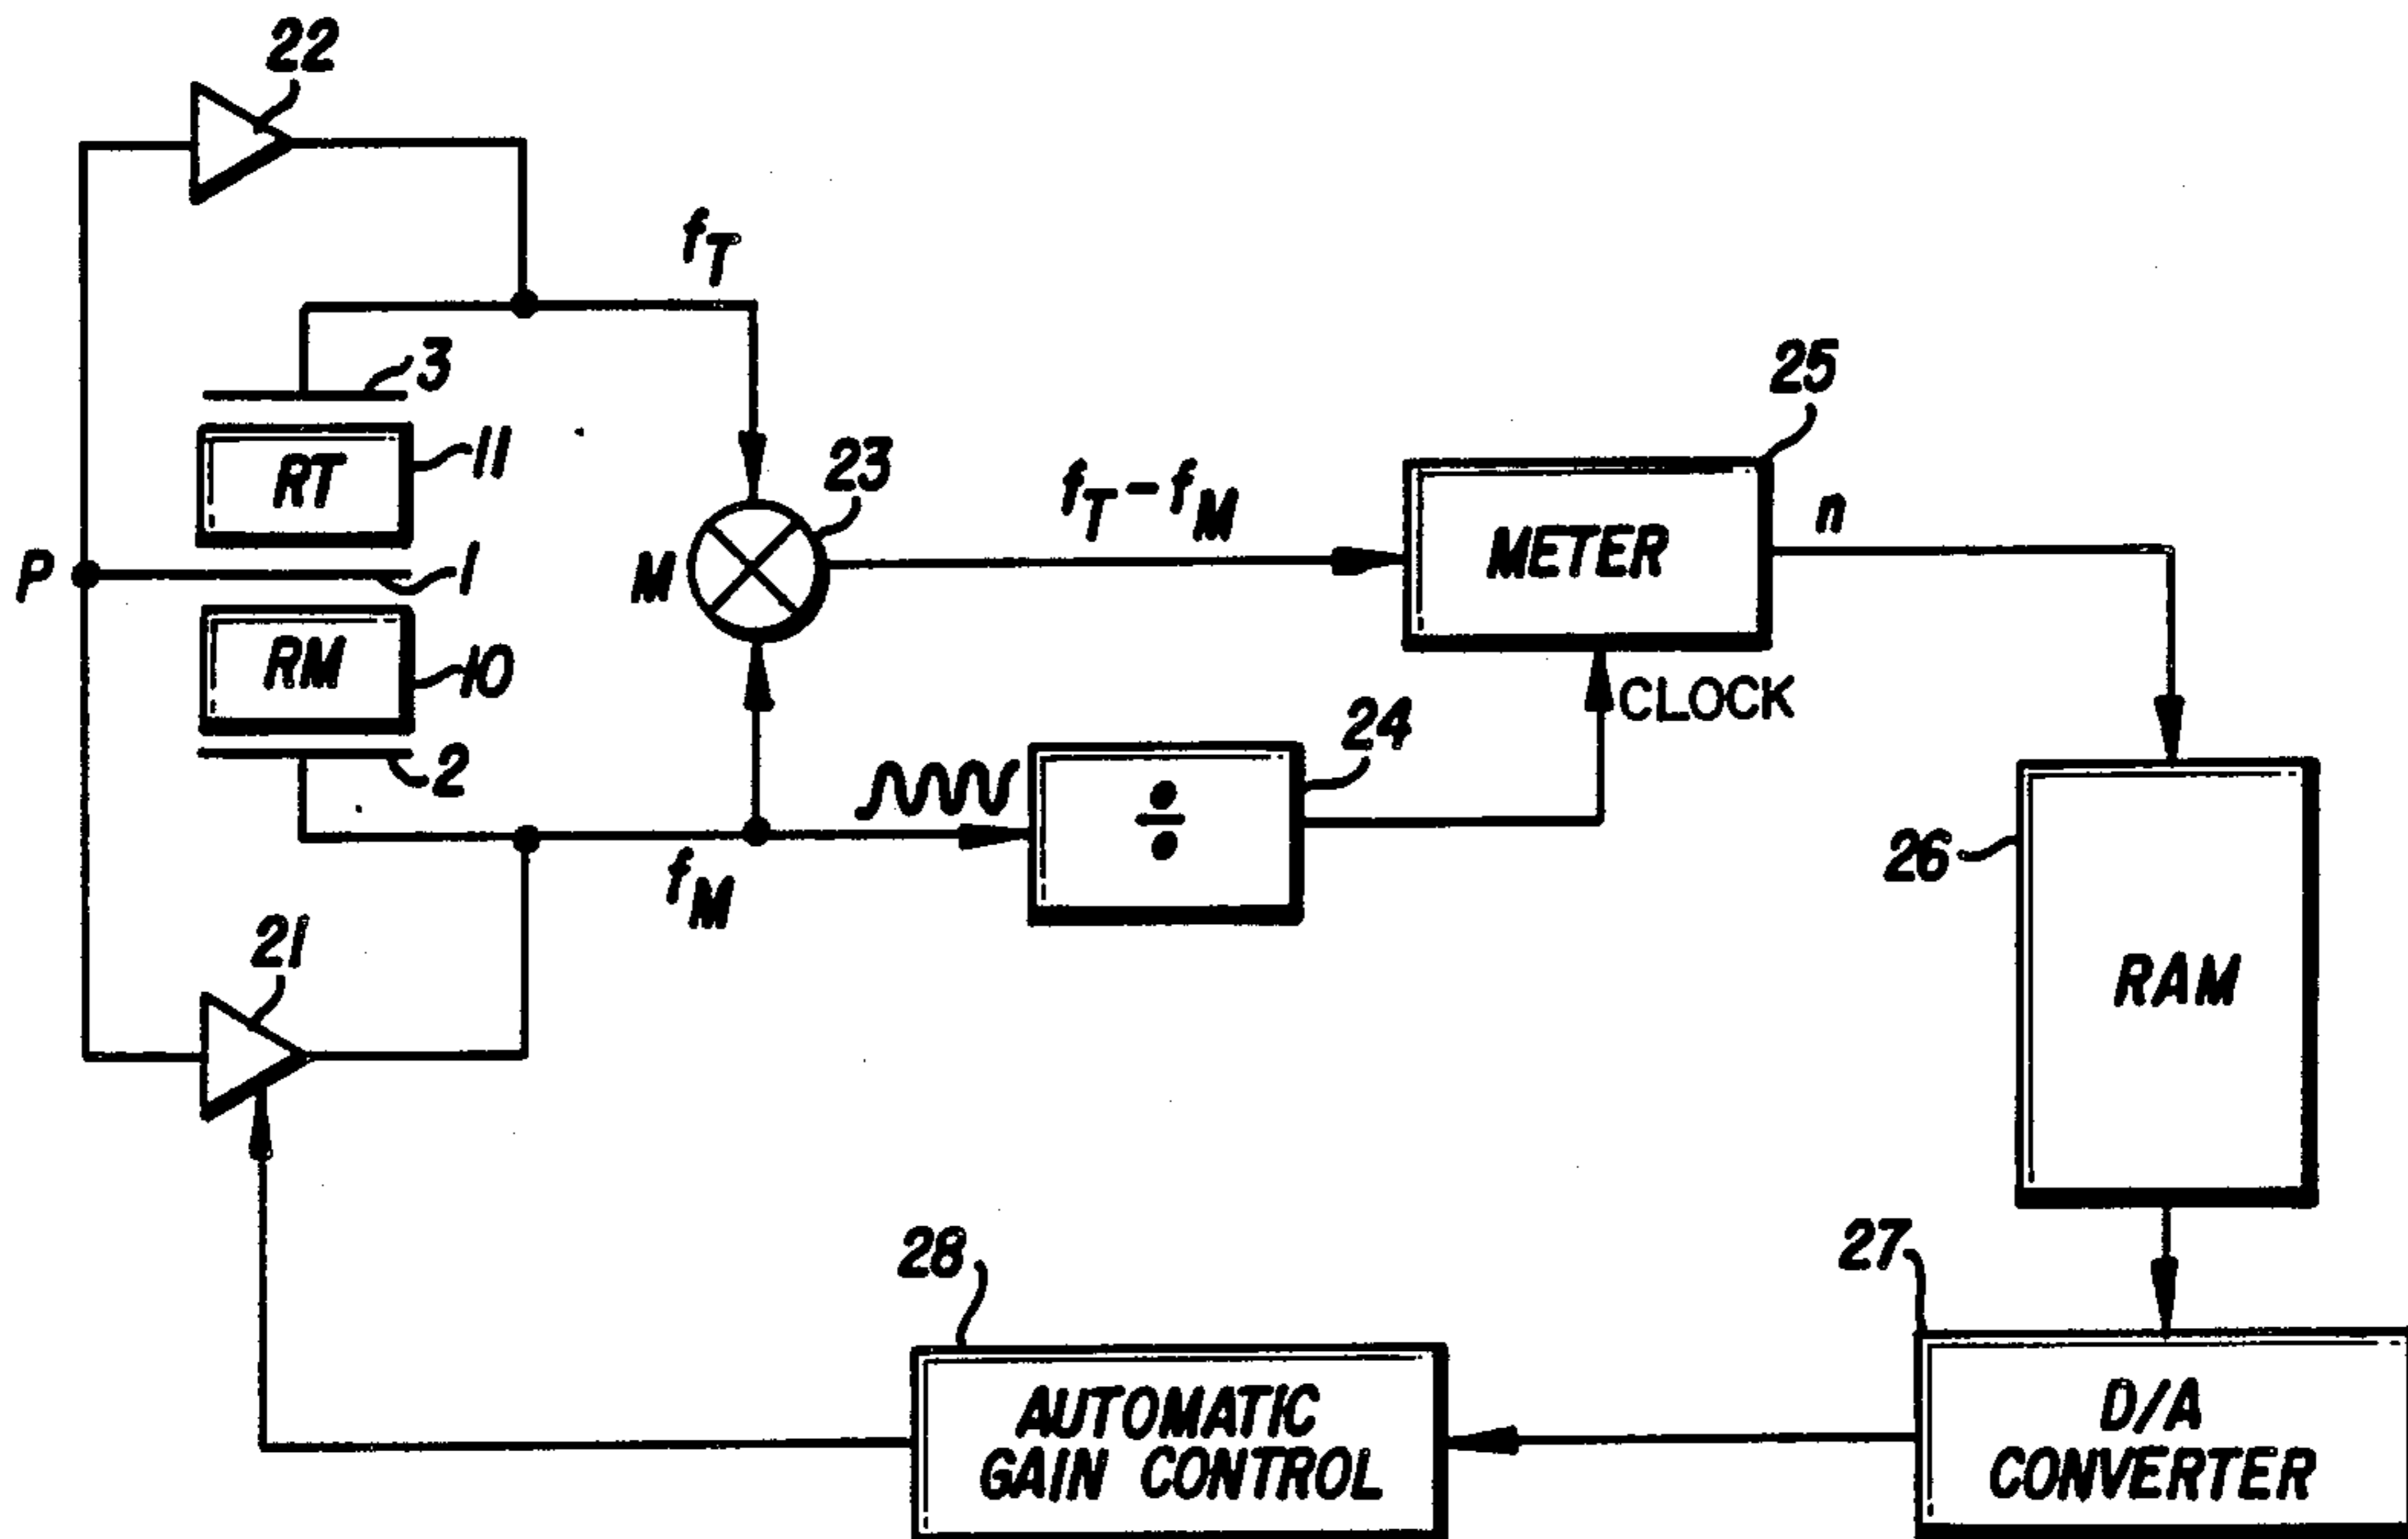 22
fT
3
25
11
23
RT
fT-fM
n
METER
P
1
M
RM
10
CLOCK
24
2
÷
26
fM
21
RAM
28
27
AUTOMATIC
GAIN CONTROL
D/A
CONVERTER